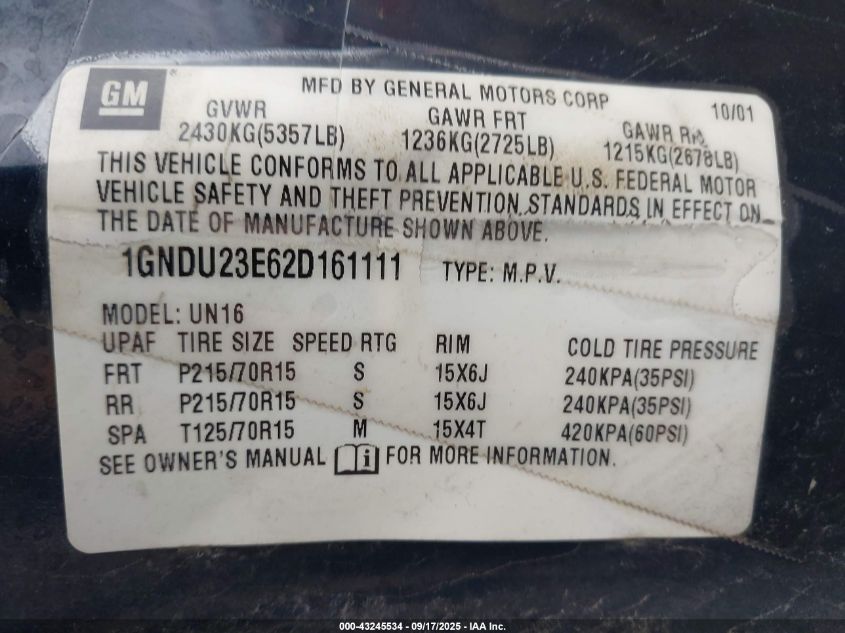 GM
MFD BY GENERAL MOTORS CORP
10/01
GVWR GAWR FRT GAWR RR
2430KG(5357LB) 1236KG(2725LB) 1215KG(2678LB)
THIS VEHICLE CONFORMS TO ALL APPLICABLE U.S. FEDERAL MOTOR
VEHICLE SAFETY AND THEFT PREVENTION STANDARDS IN EFFECT ON
THE DATE OF MANUFACTURE SHOWN ABOVE.
1GNDU23E62D161111 TYPE: M.P.V.
MODEL: UN16
UPAF TIRE SIZE SPEED RTG RIM COLD TIRE PRESSURE
FRT P215/70R15 S 15X6J 240KPA(35PSI)
RR P215/70R15 S 15X6J 240KPA(35PSI)
SPA T125/70R15 M 15X4T 420KPA(60PSI)
SEE OWNER'S MANUAL i FOR MORE INFORMATION.
000-43245534 - 09/17/2025 - IAA Inc.